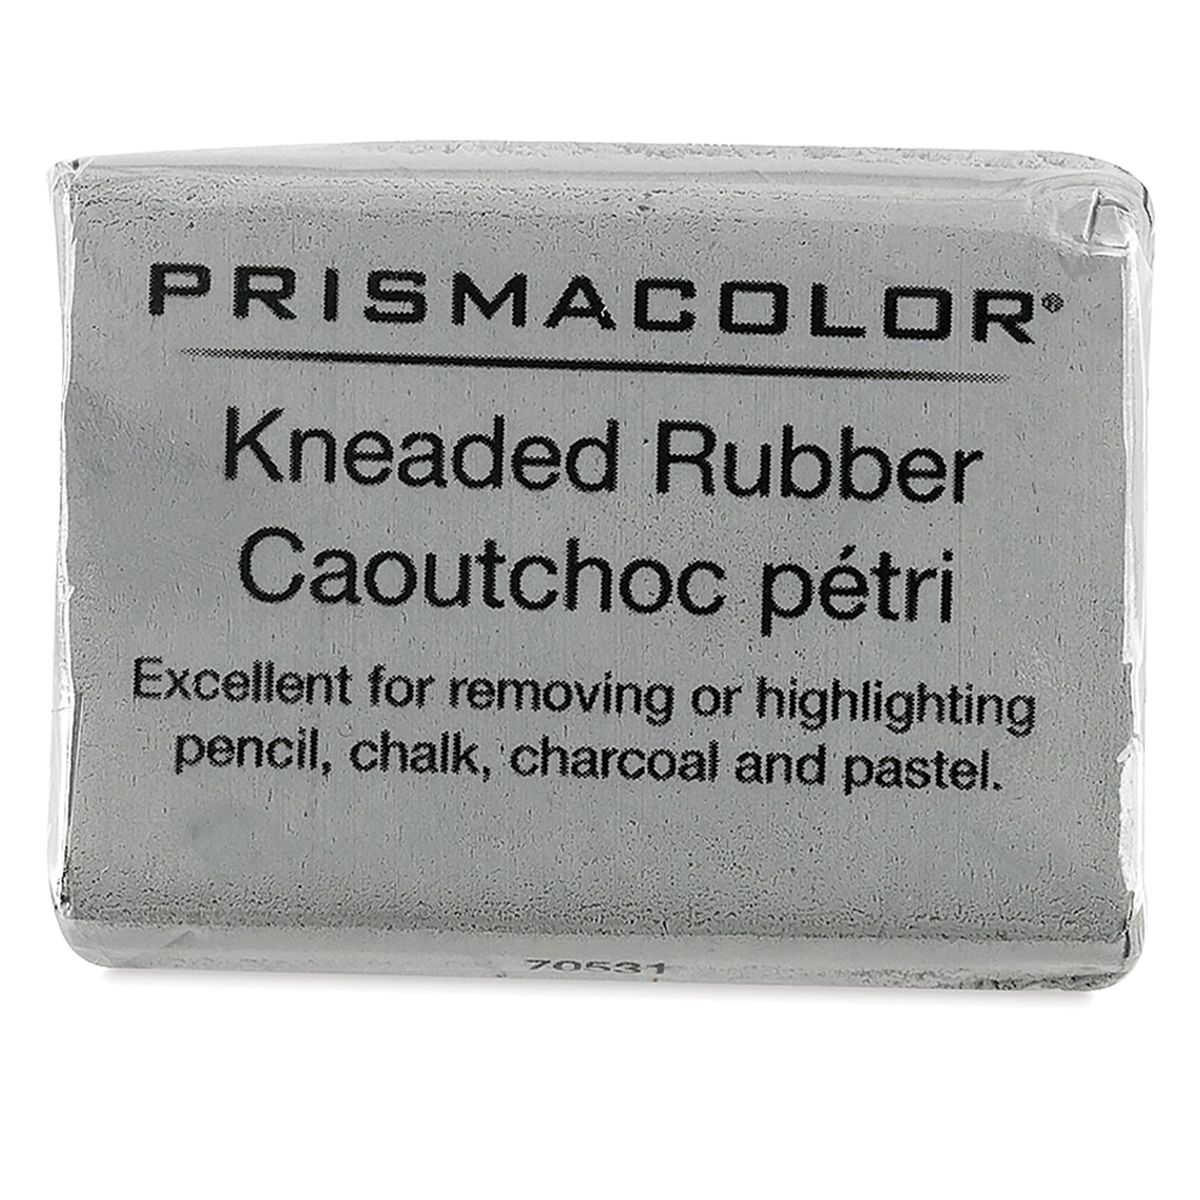 PRISMACOLOR®
Kneaded Rubber
Caoutchoc pétri
Excellent for removing or highlighting
pencil, chalk, charcoal and pastel.
70531